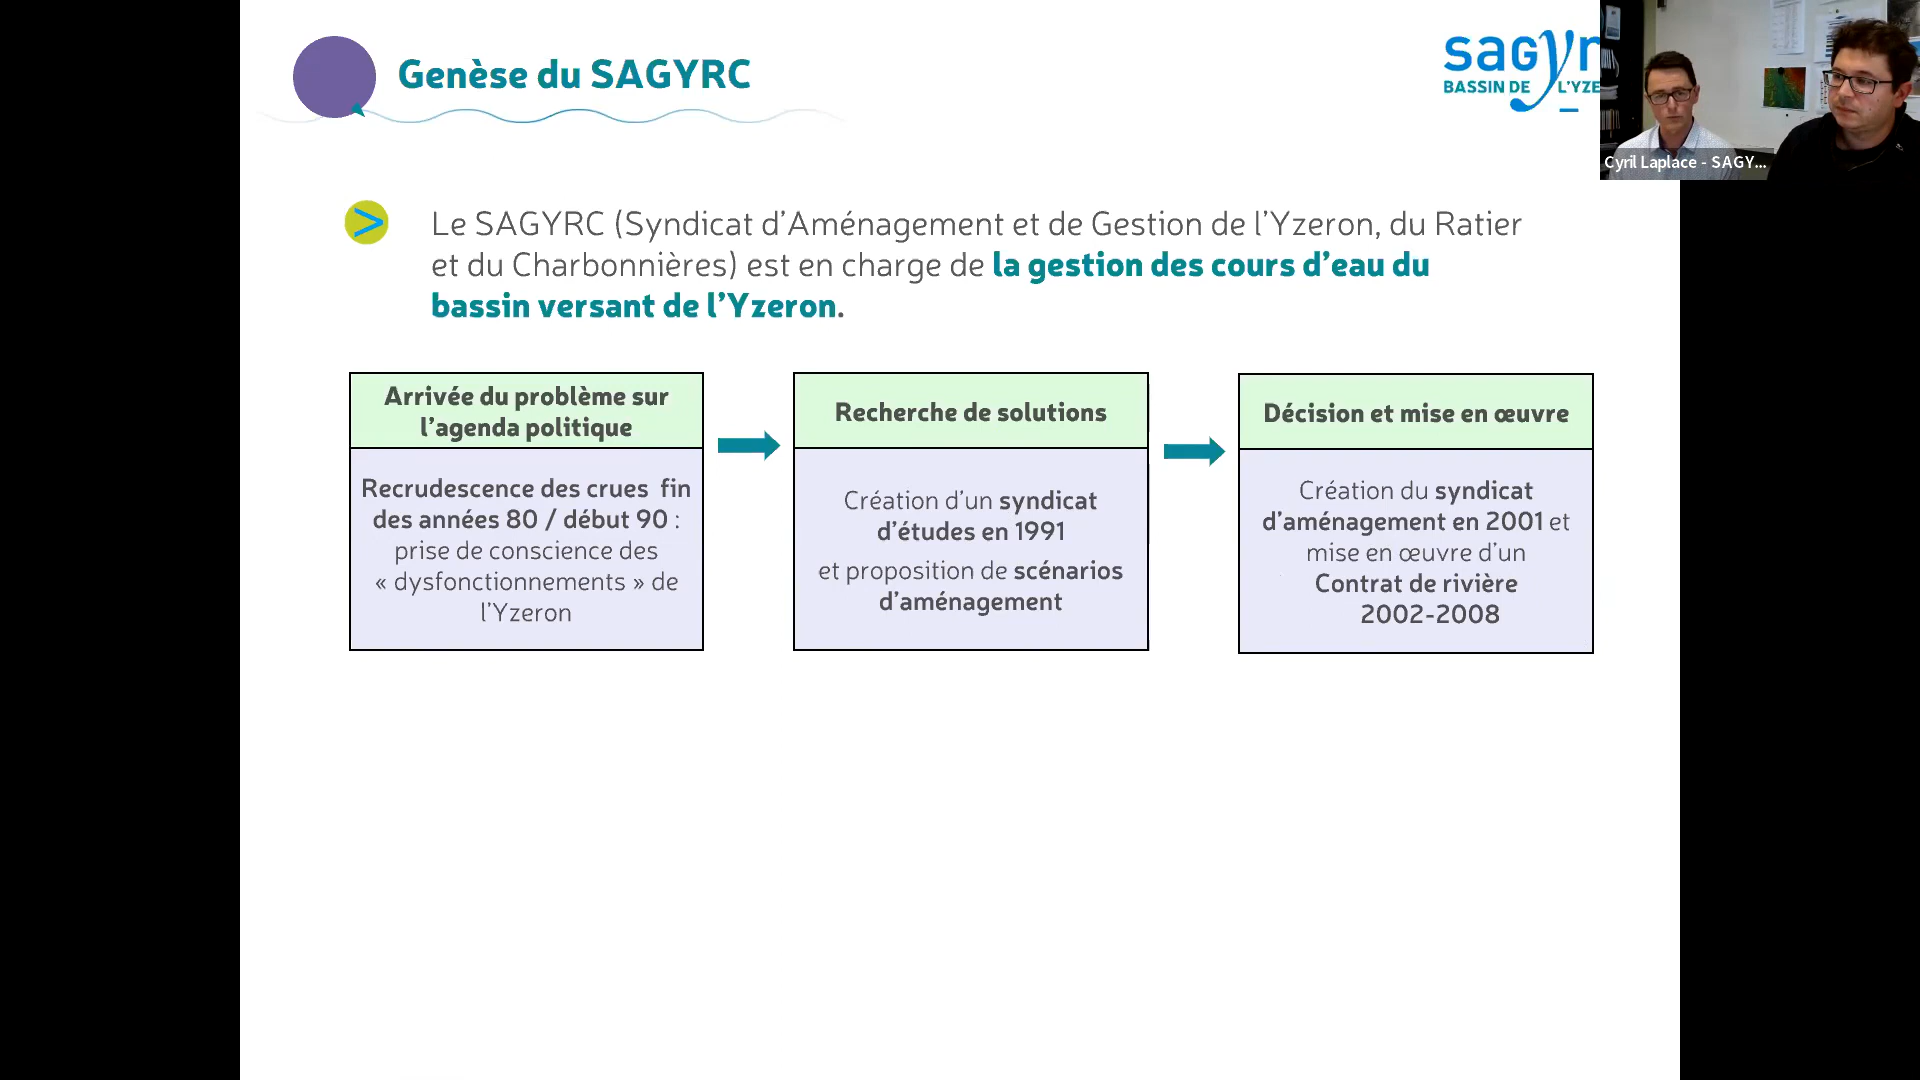 Genèse du SAGYRC
sagyr
BASSIN DE L'YZE
Cyril Laplace - SAGY...
>
Le SAGYRC (Syndicat d'Aménagement et de Gestion de l'Yzeron, du Ratier
et du Charbonnières) est en charge de la gestion des cours d'eau du
bassin versant de l'Yzeron.
Arrivée du problème sur
l'agenda politique
Recrudescence des crues fin
des années 80 / début 90 :
prise de conscience des
« dysfonctionnements » de
l'Yzeron
Recherche de solutions
Création d'un syndicat
d'études en 1991
et proposition de scénarios
d'aménagement
Décision et mise en œuvre
Création du syndicat
d'aménagement en 2001 et
mise en œuvre d'un
Contrat de rivière
2002-2008